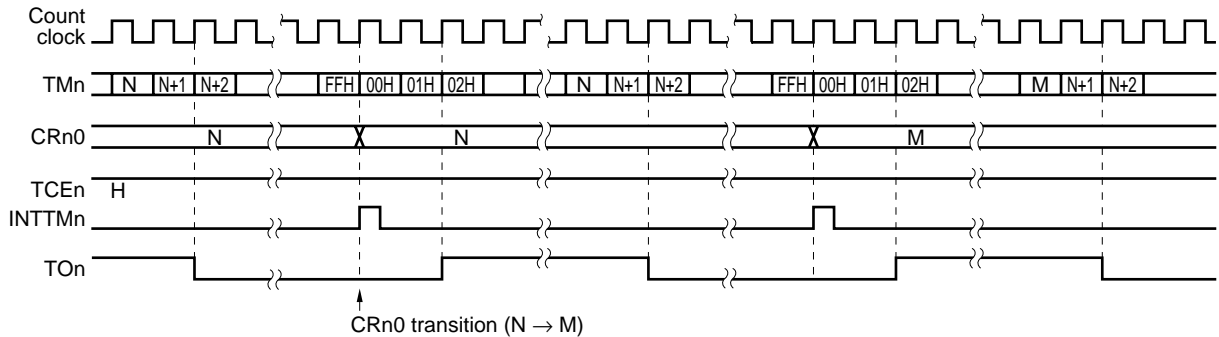 Count
clock
TMn N N+1 N+2 FFH 00H 01H 02H N N+1 N+2 FFH 00H 01H 02H M N+1 N+2
CRn0 N N M
TCEn H
INTTMn
TOn
CRn0 transition (N → M)